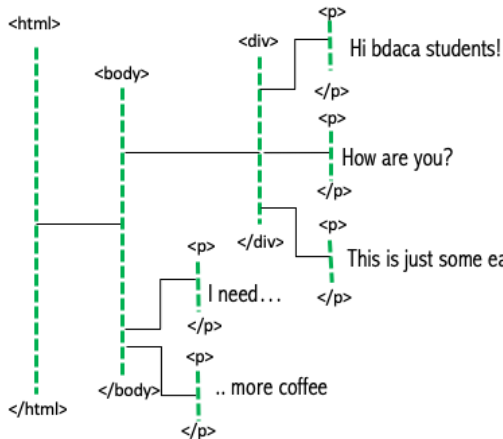 <html>
<body>
<div>
<p>
Hi bdaca students!
</p>
<p>
How are you?
</p>
<p>
This is just some ea
</p>
</div>
<p>
I need…
</p>
<p>
.. more coffee
</p>
</body>
</html>